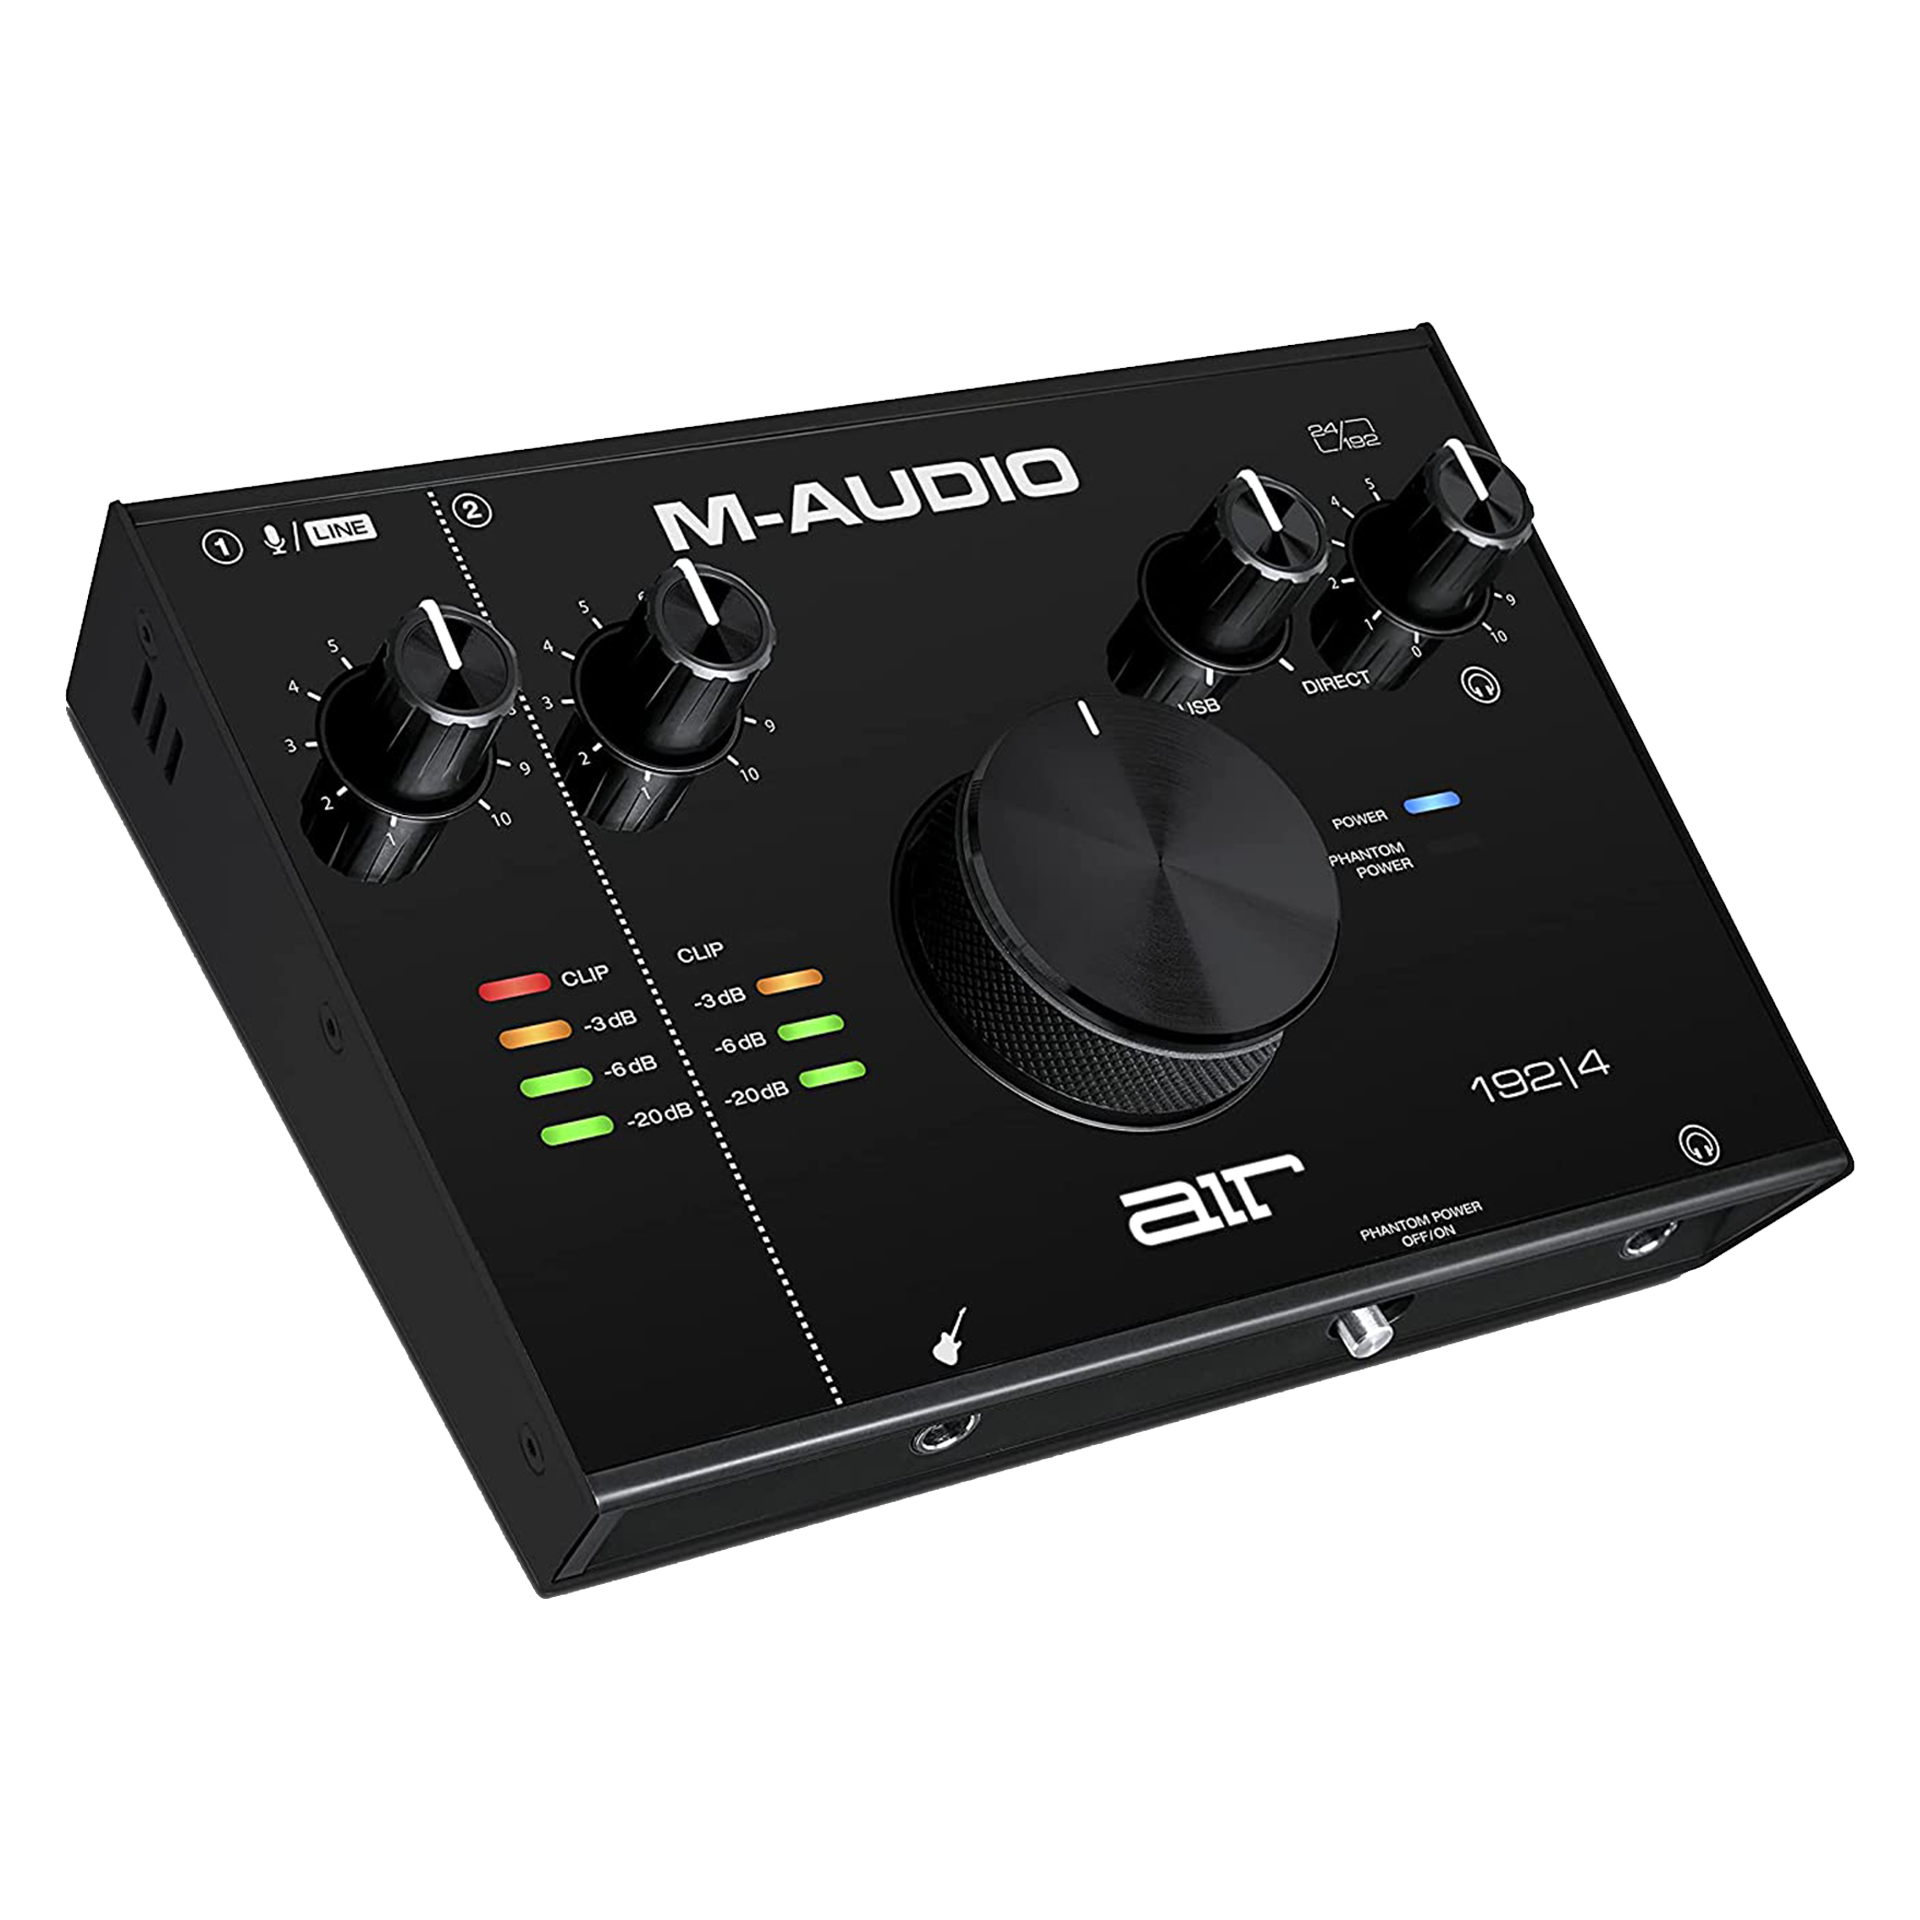 M-AUDIO
24/192
1 / LINE
2
5
4
3
2
1
9
10
5
4
3
2
1
9
10
USB
DIRECT
5
4
2
1
0
9
10
POWER
PHANTOM
POWER
CLIP
-3dB
-6dB
-20dB
CLIP
-3dB
-6dB
-20dB
192|4
air
PHANTOM POWER
OFF/ON